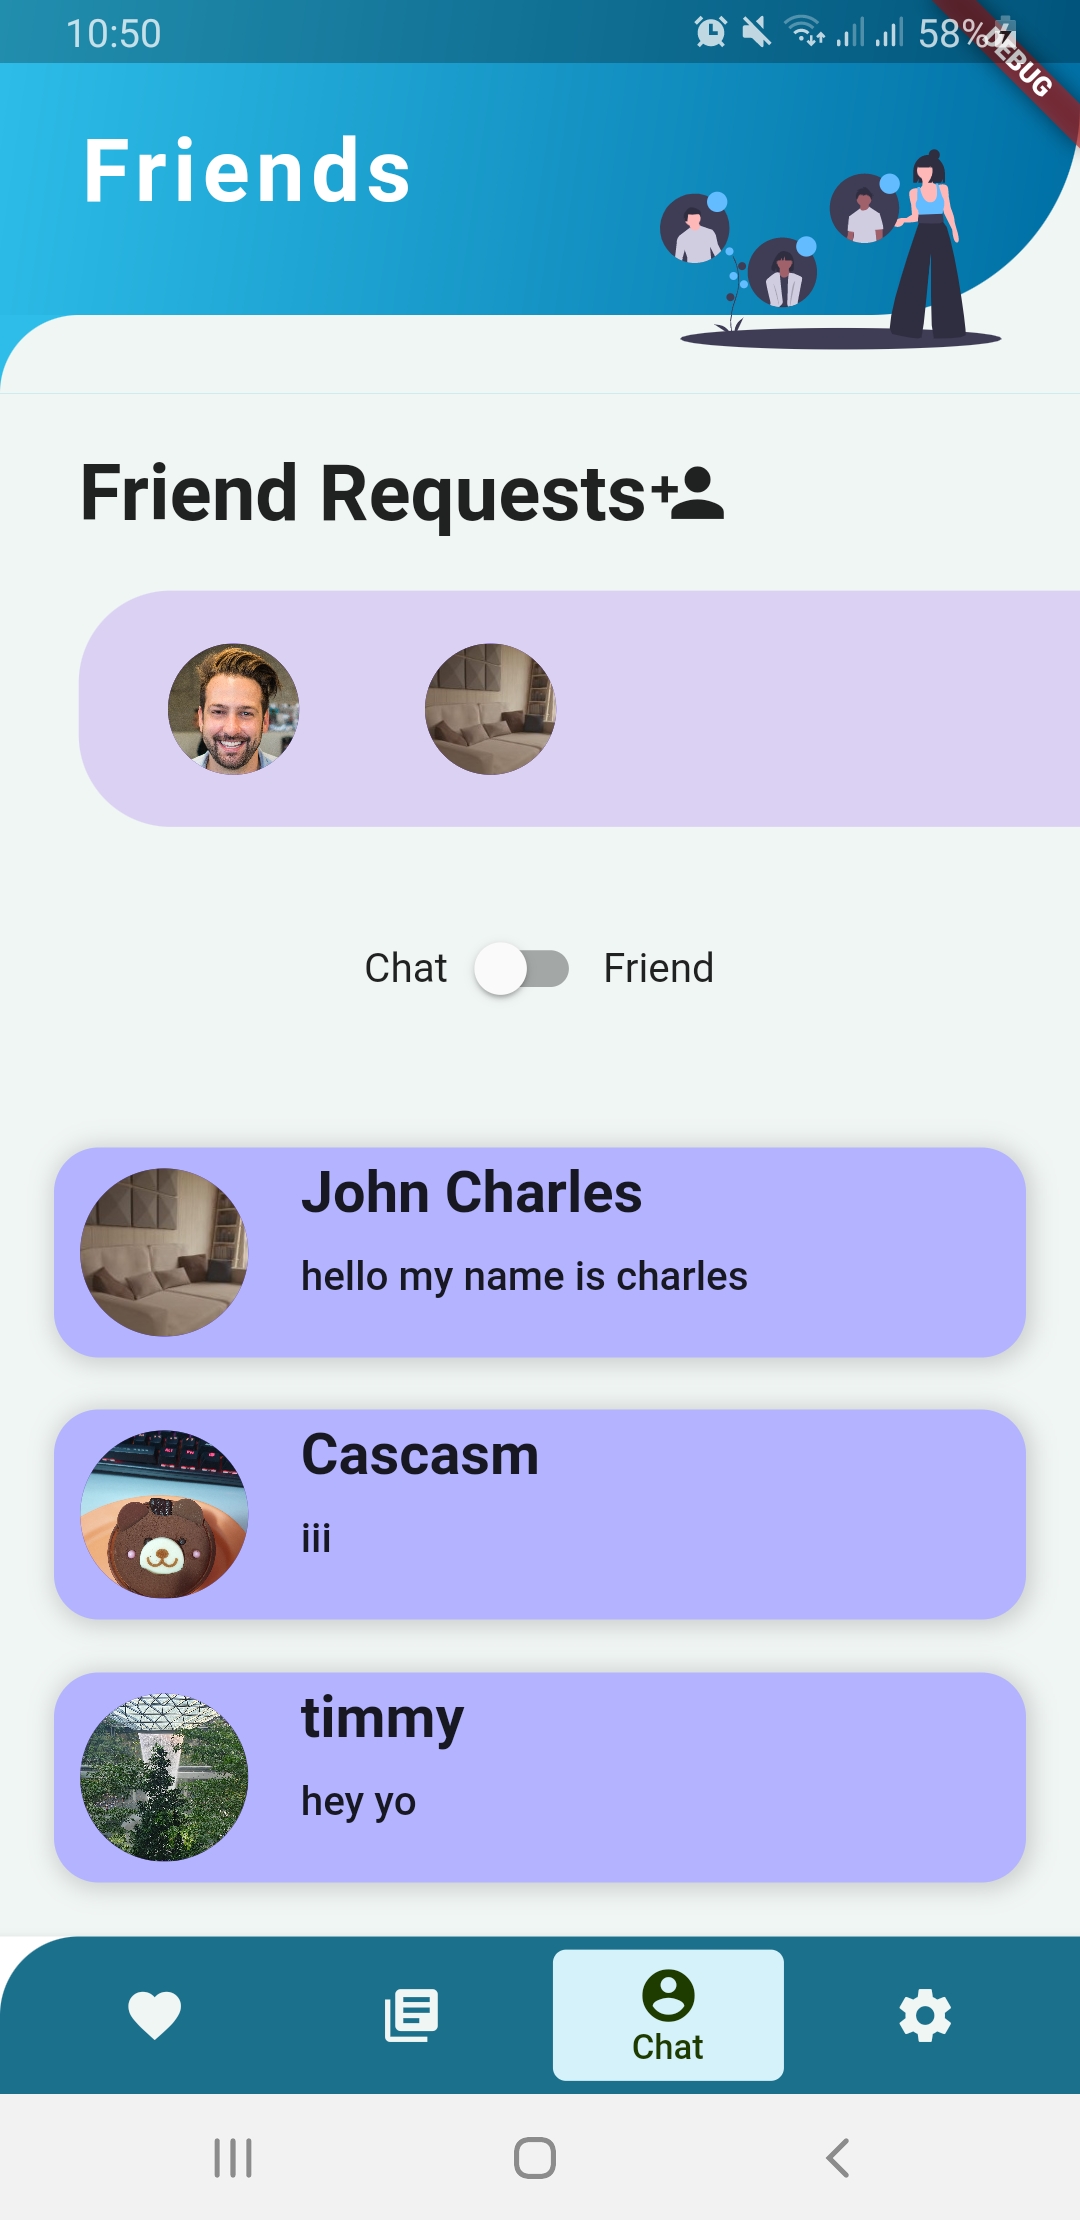 10:50
58%
DEBUG
Friends
Friend Requests
Chat
Friend
John Charles
hello my name is charles
Cascasm
iii
timmy
hey yo
Chat